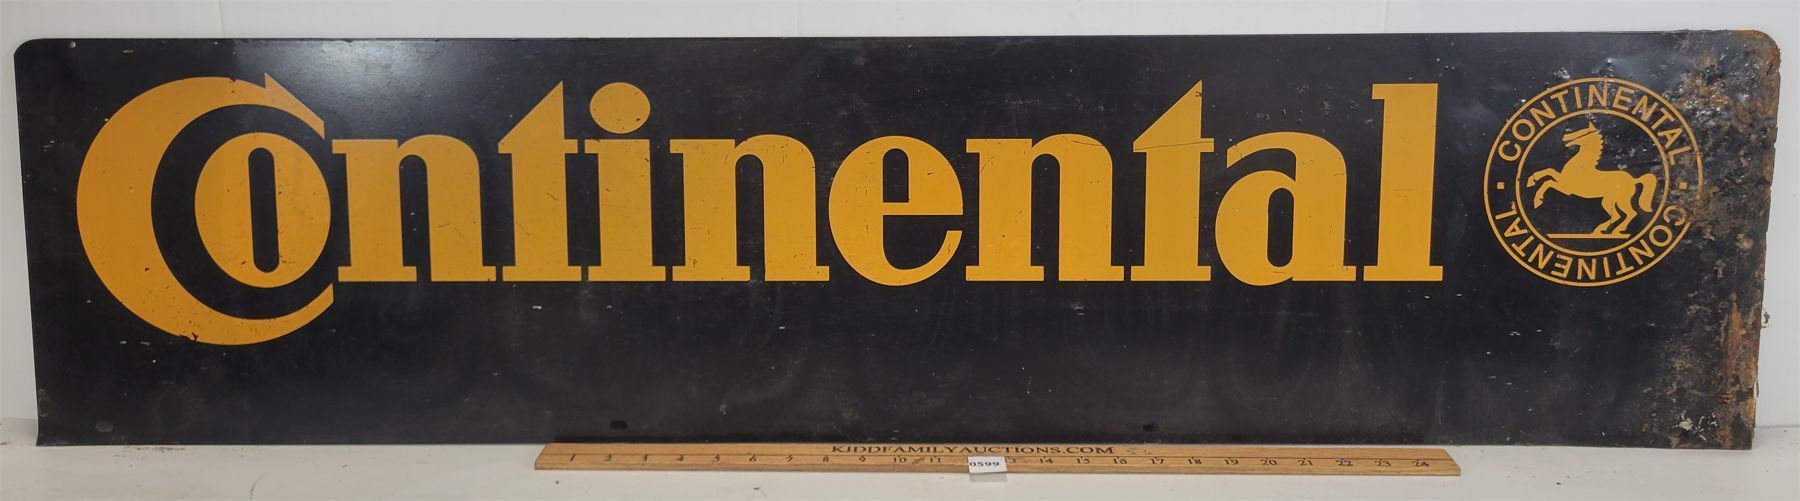 Continental
CONTINENTAL · CONTINENTAL · CONTINENTAL
KIDDFAMILYAUCTIONS.COM
1 2 3 4 5 6 7 8 9 10 11 0599 13 14 15 16 17 18 19 20 21 22 23 24